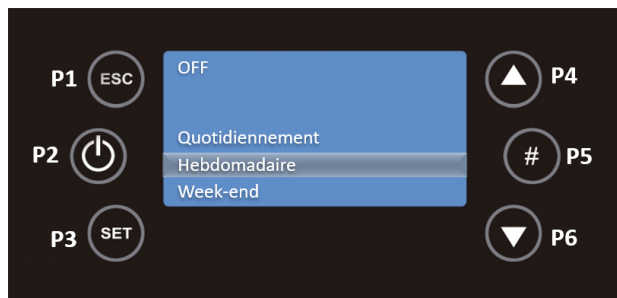 P1
ESC
P2
P3
SET
OFF
Quotidiennement
Hebdomadaire
Week-end
P4
#
P5
P6